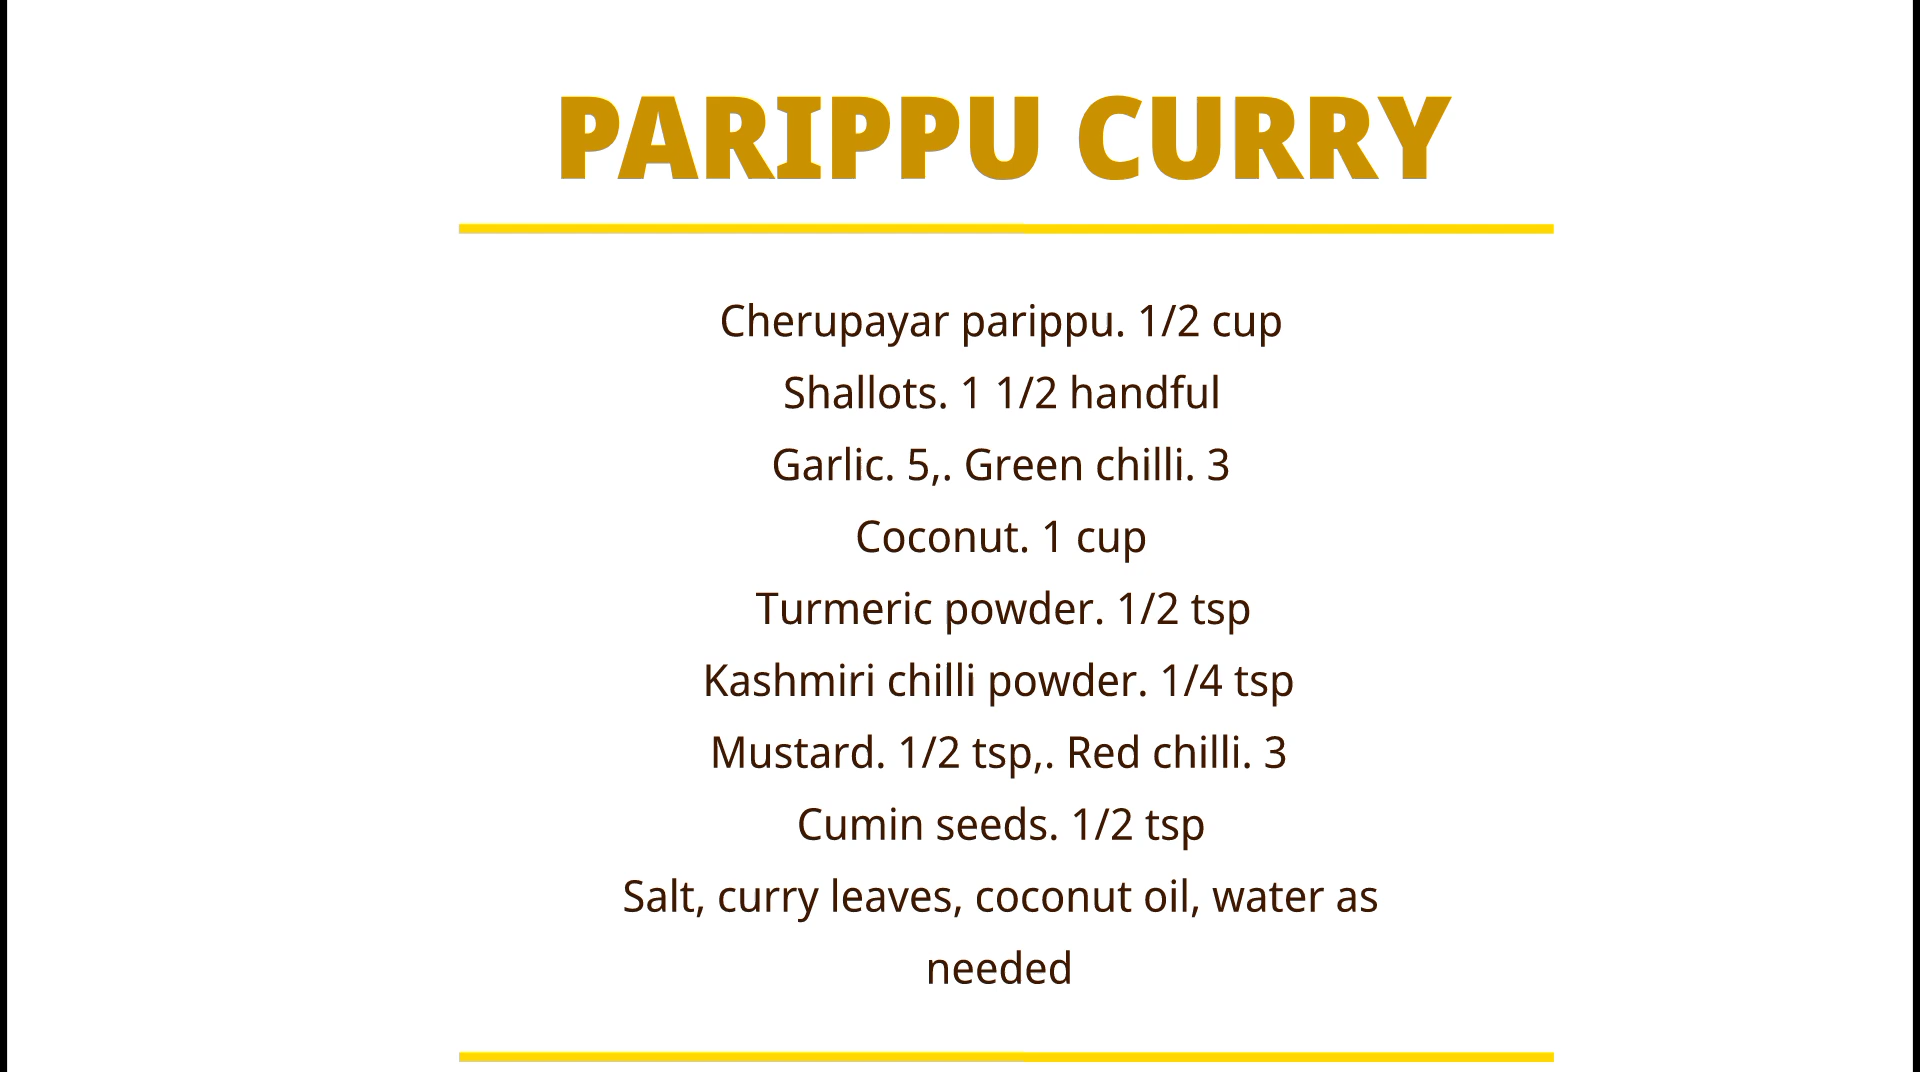 PARIPPU CURRY
Cherupayar parippu. 1/2 cup
Shallots. 1 1/2 handful
Garlic. 5,. Green chilli. 3
Coconut. 1 cup
Turmeric powder. 1/2 tsp
Kashmiri chilli powder. 1/4 tsp
Mustard. 1/2 tsp,. Red chilli. 3
Cumin seeds. 1/2 tsp
Salt, curry leaves, coconut oil, water as
needed